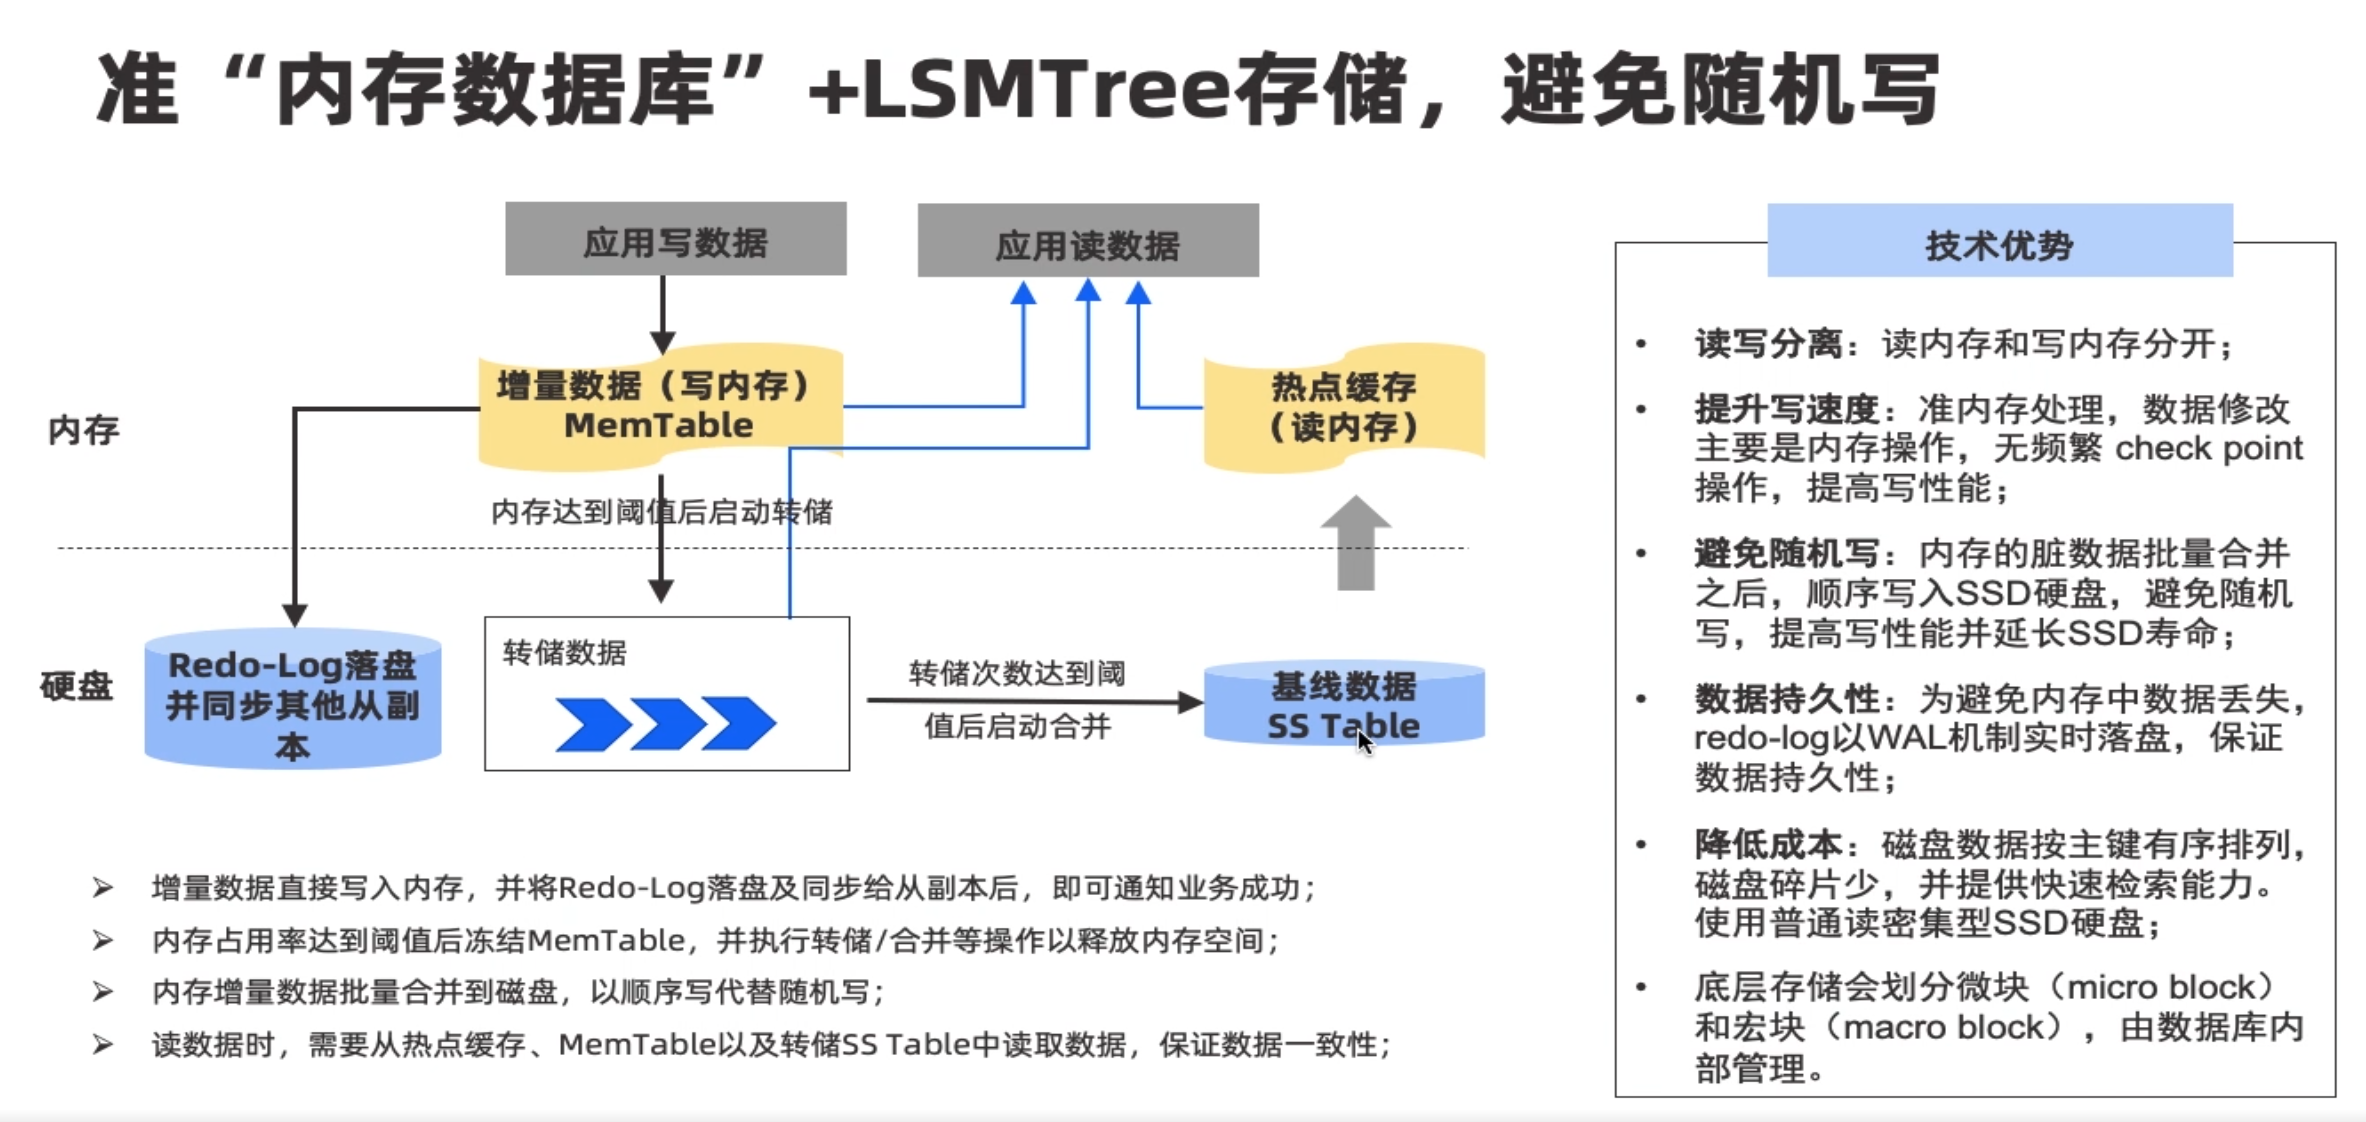 准“内存数据库”+LSMTree存储，避免随机写
应用写数据
应用读数据
内存
增量数据（写内存）
MemTable
热点缓存
（读内存）
内存达到阈值后启动转储
硬盘
Redo-Log落盘
并同步其他从副
本
转储数据
转储次数达到阈
值后启动合并
基线数据
SS Table
增量数据直接写入内存，并将Redo-Log落盘及同步给从副本后，即可通知业务成功；
内存占用率达到阈值后冻结MemTable，并执行转储/合并等操作以释放内存空间；
内存增量数据批量合并到磁盘，以顺序写代替随机写；
读数据时，需要从热点缓存、MemTable以及转储SS Table中读取数据，保证数据一致性；
技术优势
• 读写分离：读内存和写内存分开；
• 提升写速度：准内存处理，数据修改
主要是内存操作，无频繁 check point
操作，提高写性能；
• 避免随机写：内存的脏数据批量合并
之后，顺序写入SSD硬盘，避免随机
写，提高写性能并延长SSD寿命；
• 数据持久性：为避免内存中数据丢失，
redo-log以WAL机制实时落盘，保证
数据持久性；
• 降低成本：磁盘数据按主键有序排列，
磁盘碎片少，并提供快速检索能力。
使用普通读密集型SSD硬盘；
• 底层存储会划分微块（micro block）
和宏块（macro block），由数据库内
部管理。